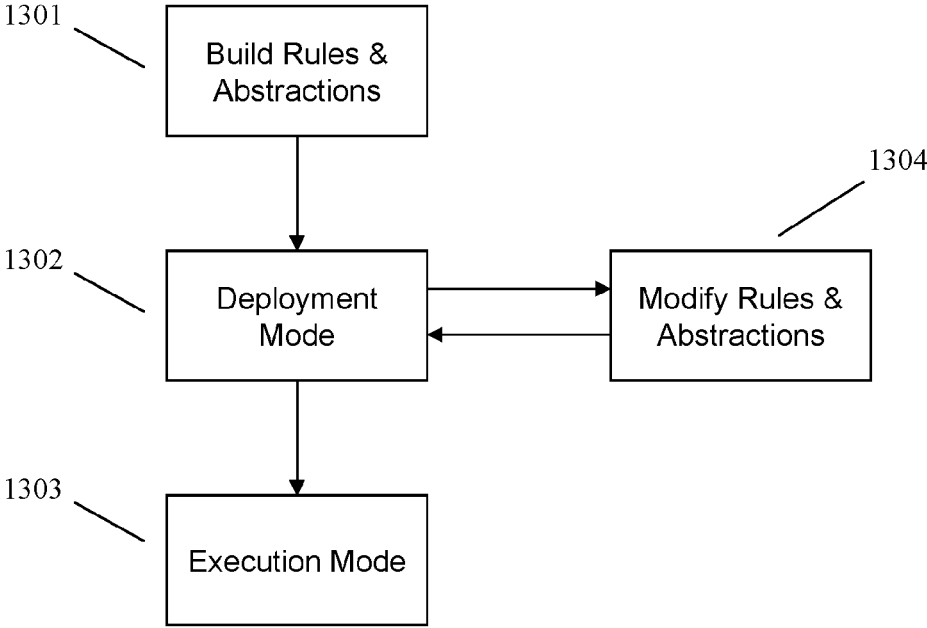 1301
Build Rules &
Abstractions
1304
1302
Deployment
Mode
Modify Rules &
Abstractions
1303
Execution Mode